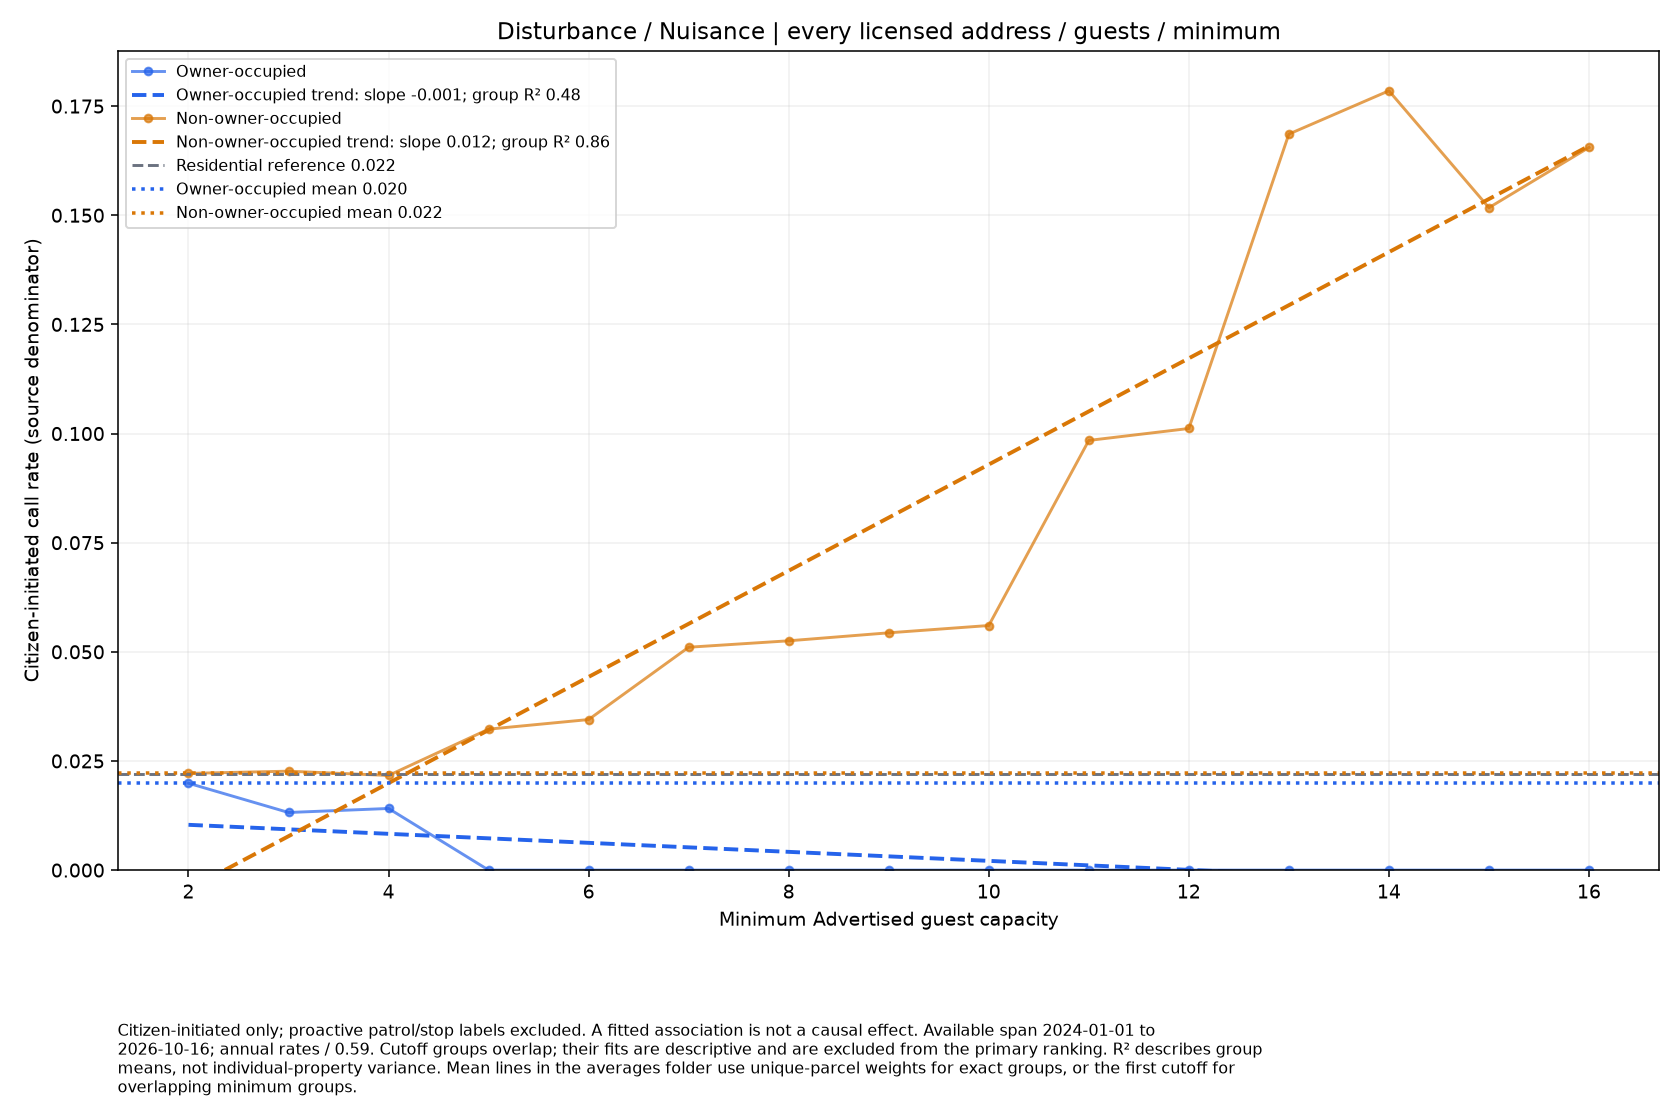 Disturbance / Nuisance | every licensed address / guests / minimum
Owner-occupied
Owner-occupied trend: slope -0.001; group R² 0.48
Non-owner-occupied
Non-owner-occupied trend: slope 0.012; group R² 0.86
Residential reference 0.022
Owner-occupied mean 0.020
Non-owner-occupied mean 0.022
Citizen-initiated call rate (source denominator)
0.175
0.150
0.125
0.100
0.075
0.050
0.025
0.000
2 4 6 8 10 12 14 16
Minimum Advertised guest capacity
Citizen-initiated only; proactive patrol/stop labels excluded. A fitted association is not a causal effect. Available span 2024-01-01 to
2026-10-16; annual rates / 0.59. Cutoff groups overlap; their fits are descriptive and are excluded from the primary ranking. R² describes group
means, not individual-property variance. Mean lines in the averages folder use unique-parcel weights for exact groups, or the first cutoff for
overlapping minimum groups.